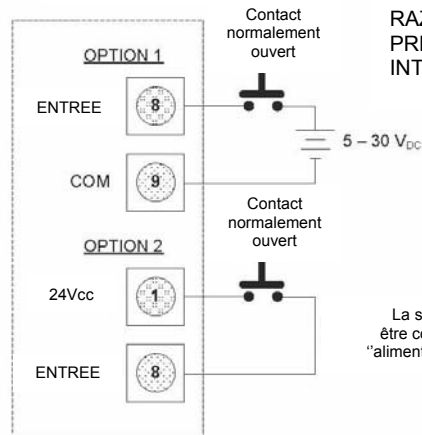 Contact
normalement
ouvert
RAZ
PRE
INT
OPTION 1
ENTREE
8
5 – 30 VDC
COM
9
Contact
normalement
ouvert
OPTION 2
24Vcc
1
La s
être co
"aliment
ENTREE
8